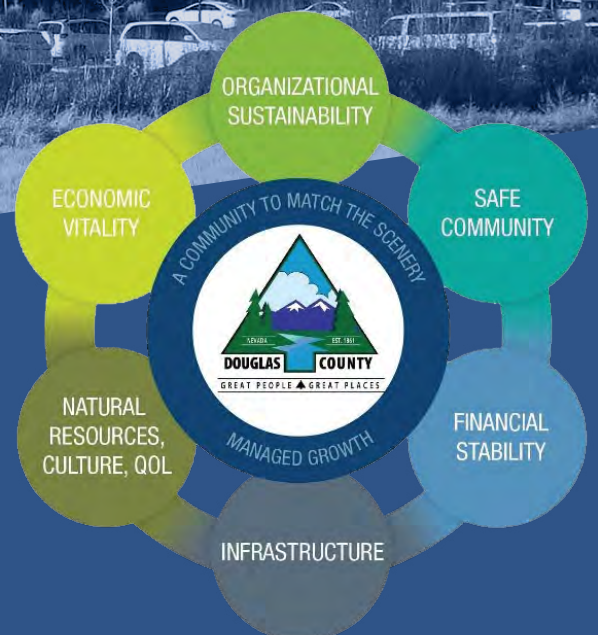 ORGANIZATIONAL
SUSTAINABILITY
ECONOMIC
VITALITY
SAFE
COMMUNITY
A COMMUNITY TO MATCH THE SCENERY
NEVADA
EST. 1861
DOUGLAS COUNTY
GREAT PEOPLE GREAT PLACES
MANAGED GROWTH
NATURAL
RESOURCES,
CULTURE, QOL
FINANCIAL
STABILITY
INFRASTRUCTURE